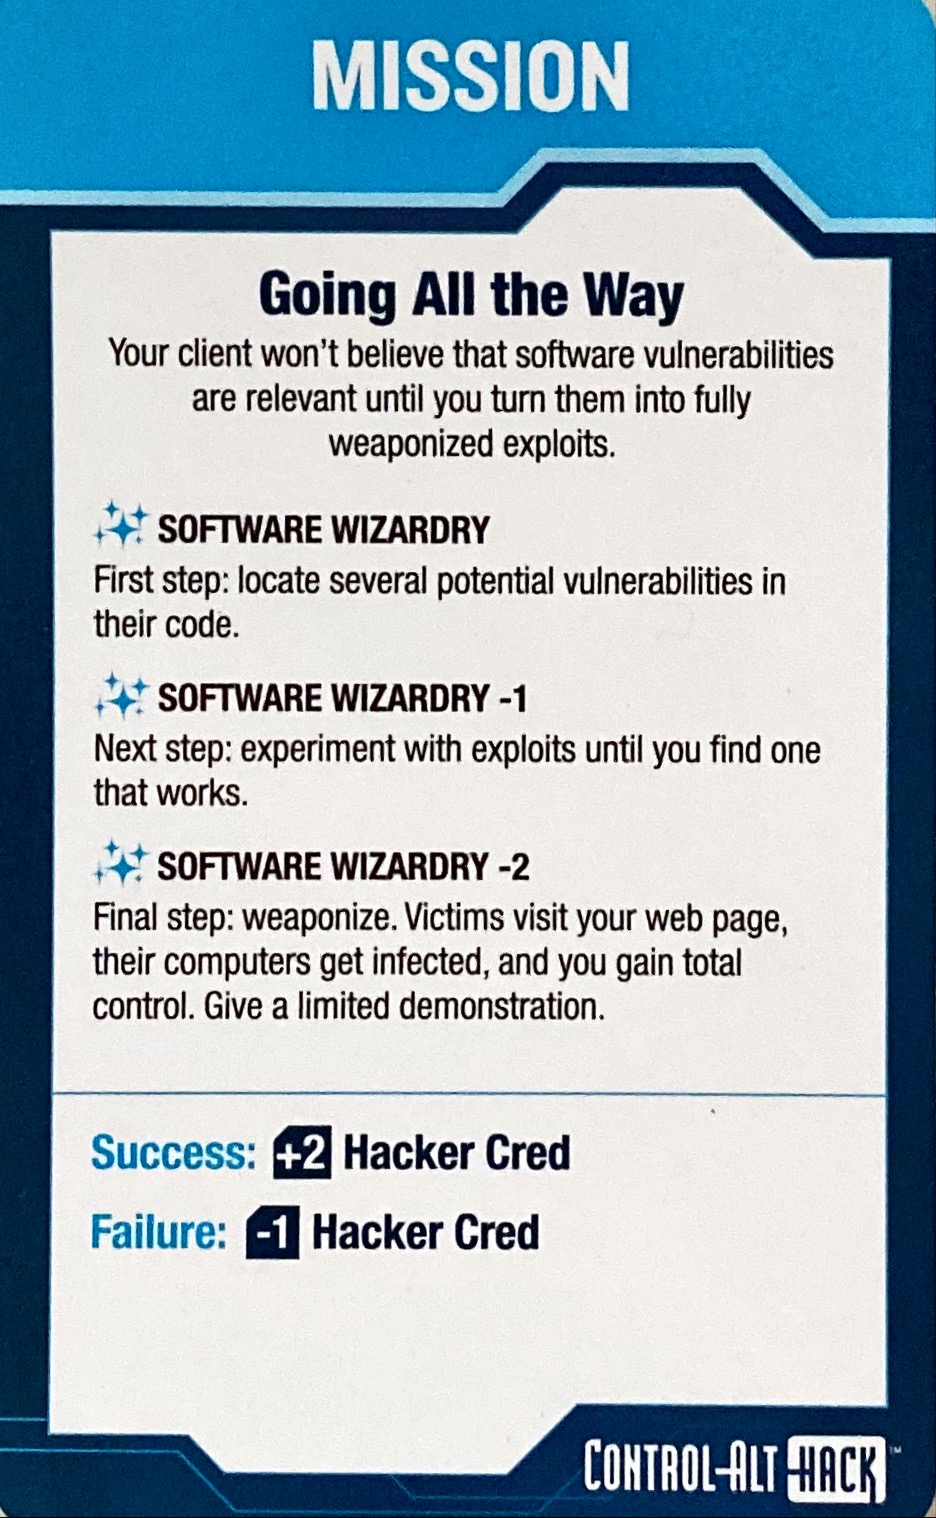 MISSION
Going All the Way
Your client won't believe that software vulnerabilities
are relevant until you turn them into fully
weaponized exploits.
SOFTWARE WIZARDRY
First step: locate several potential vulnerabilities in
their code.
SOFTWARE WIZARDRY -1
Next step: experiment with exploits until you find one
that works.
SOFTWARE WIZARDRY -2
Final step: weaponize. Victims visit your web page,
their computers get infected, and you gain total
control. Give a limited demonstration.
Success: +2 Hacker Cred
Failure: -1 Hacker Cred
CONTROL-ALT-HACK™